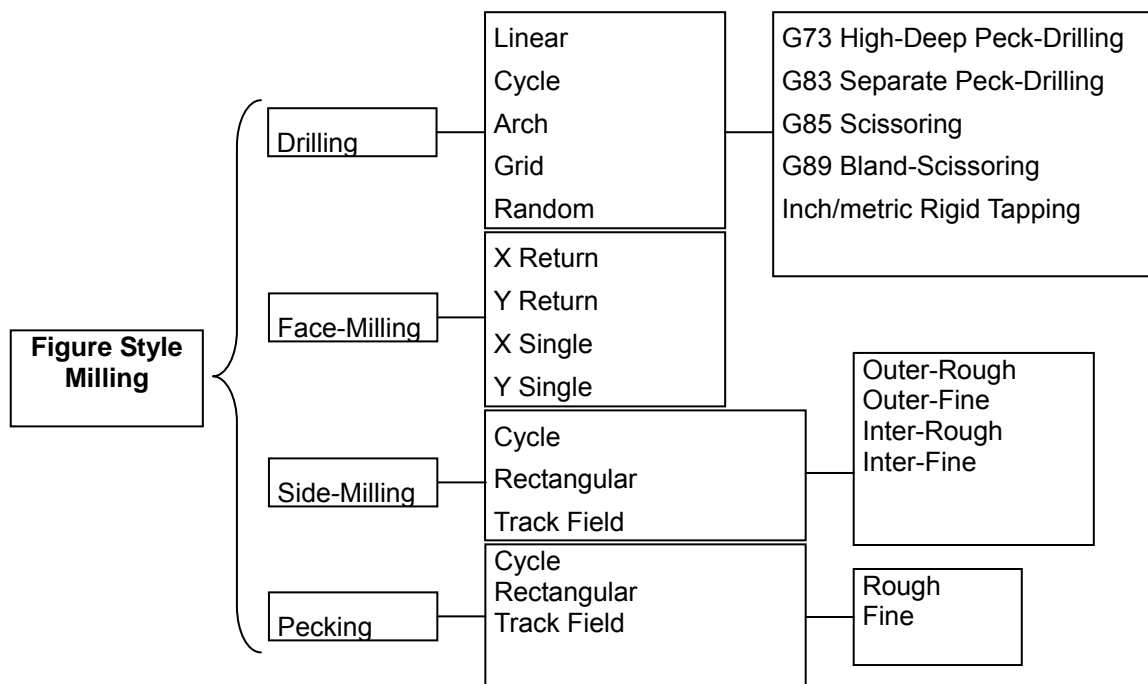 Figure Style
Milling
Drilling
Linear
Cycle
Arch
Grid
Random
G73 High-Deep Peck-Drilling
G83 Separate Peck-Drilling
G85 Scissoring
G89 Bland-Scissoring
Inch/metric Rigid Tapping
Face-Milling
X Return
Y Return
X Single
Y Single
Side-Milling
Cycle
Rectangular
Track Field
Outer-Rough
Outer-Fine
Inter-Rough
Inter-Fine
Pecking
Cycle
Rectangular
Track Field
Rough
Fine